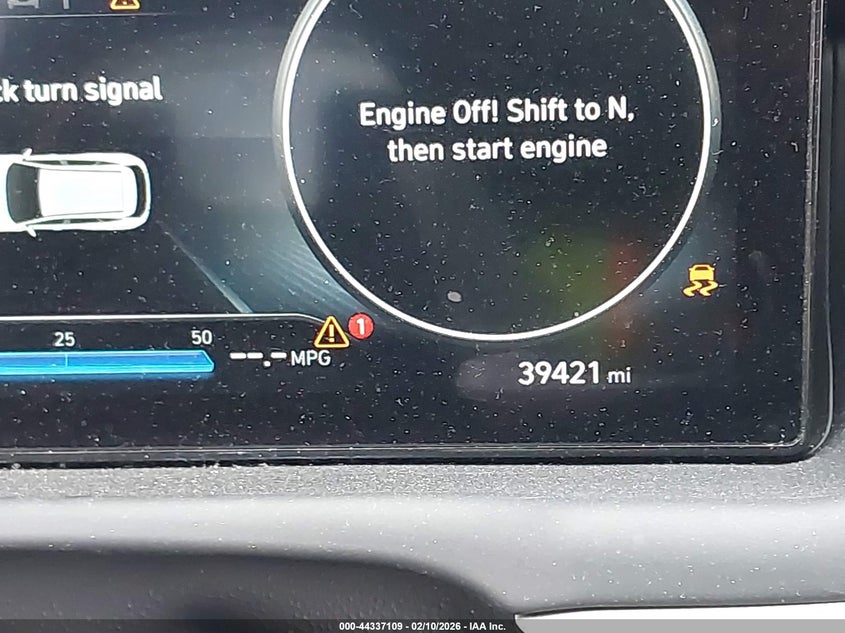 ck turn signal
Engine Off! Shift to N,
then start engine
25
50
1
--.- MPG
39421 mi
000-44337109 - 02/10/2026 - IAA Inc.